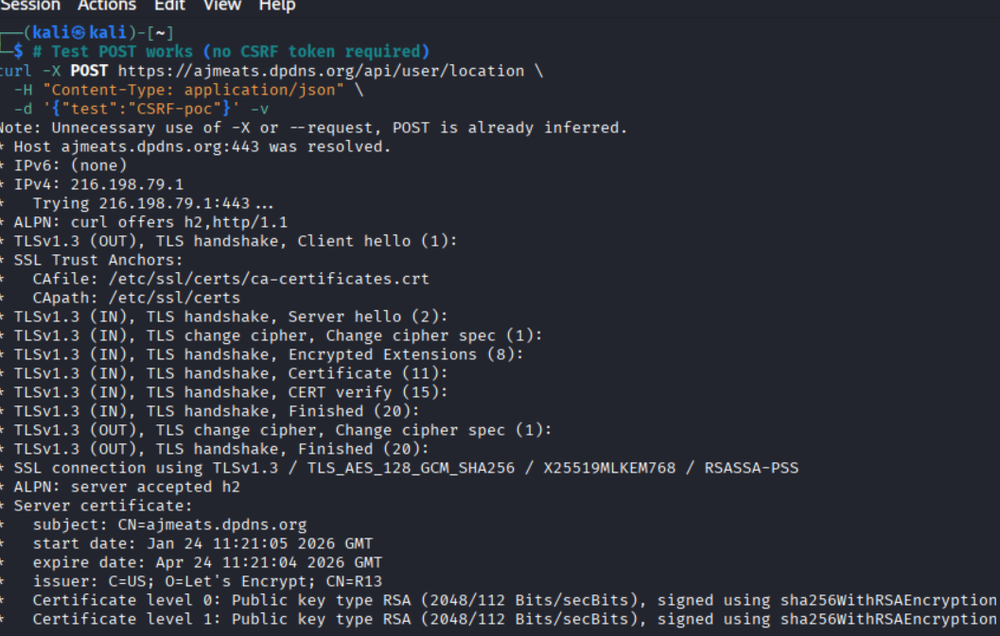 Session Actions Edit View Help
┌──(kali㉿kali)-[~]
└─$ # Test POST works (no CSRF token required)
curl -X POST https://ajmeats.dpdns.org/api/user/location \
-H "Content-Type: application/json" \
-d '{"test":"CSRF-poc"}' -v
Note: Unnecessary use of -X or --request, POST is already inferred.
* Host ajmeats.dpdns.org:443 was resolved.
* IPv6: (none)
* IPv4: 216.198.79.1
*   Trying 216.198.79.1:443...
* ALPN: curl offers h2,http/1.1
* TLSv1.3 (OUT), TLS handshake, Client hello (1):
* SSL Trust Anchors:
*   CAfile: /etc/ssl/certs/ca-certificates.crt
*   CApath: /etc/ssl/certs
* TLSv1.3 (IN), TLS handshake, Server hello (2):
* TLSv1.3 (IN), TLS change cipher, Change cipher spec (1):
* TLSv1.3 (IN), TLS handshake, Encrypted Extensions (8):
* TLSv1.3 (IN), TLS handshake, Certificate (11):
* TLSv1.3 (IN), TLS handshake, CERT verify (15):
* TLSv1.3 (IN), TLS handshake, Finished (20):
* TLSv1.3 (OUT), TLS change cipher, Change cipher spec (1):
* TLSv1.3 (OUT), TLS handshake, Finished (20):
* SSL connection using TLSv1.3 / TLS_AES_128_GCM_SHA256 / X25519MLKEM768 / RSASSA-PSS
* ALPN: server accepted h2
* Server certificate:
*   subject: CN=ajmeats.dpdns.org
*   start date: Jan 24 11:21:05 2026 GMT
*   expire date: Apr 24 11:21:04 2026 GMT
*   issuer: C=US; O=Let's Encrypt; CN=R13
*   Certificate level 0: Public key type RSA (2048/112 Bits/secBits), signed using sha256WithRSAEncryption
*   Certificate level 1: Public key type RSA (2048/112 Bits/secBits), signed using sha256WithRSAEncryption